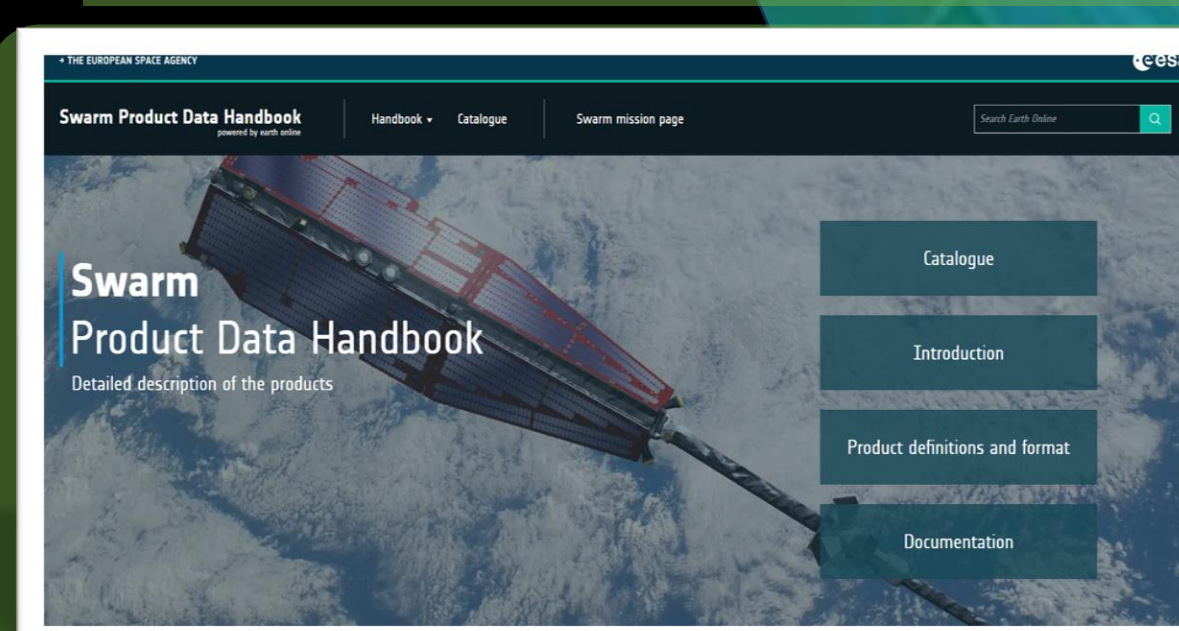 → THE EUROPEAN SPACE AGENCY
esa
Swarm Product Data Handbook
powered by earth online
Handbook ▾
Catalogue
Swarm mission page
Search Earth Online
Swarm
Product Data Handbook
Detailed description of the products
Catalogue
Introduction
Product definitions and format
Documentation